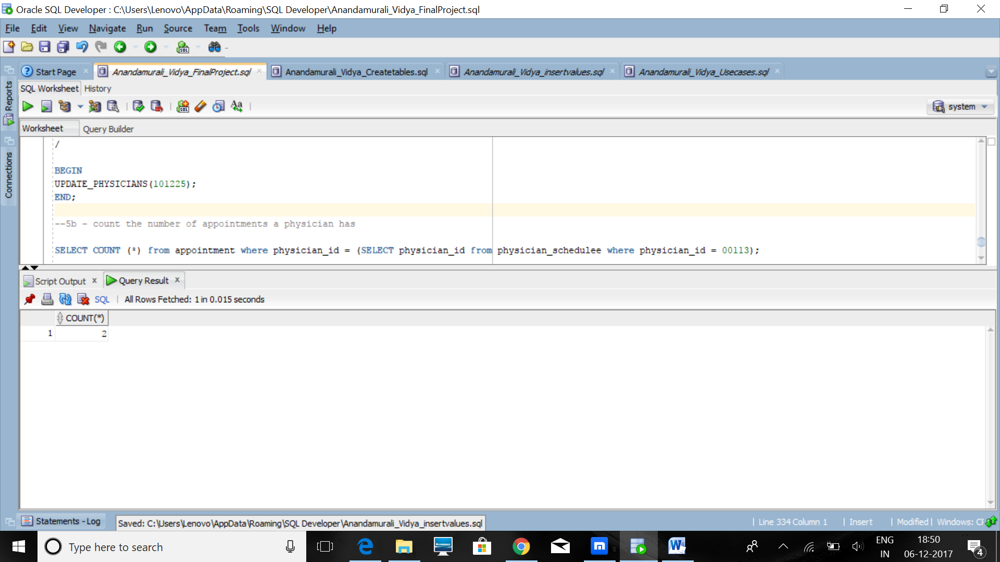 Oracle SQL Developer : C:\Users\Lenovo\AppData\Roaming\SQL Developer\Anandamurali_Vidya_FinalProject.sql
File Edit View Navigate Run Source Team Tools Window Help
Start Page Anandamurali_Vidya_FinalProject.sql Anandamurali_Vidya_Createtables.sql Anandamurali_Vidya_insertvalues.sql Anandamurali_Vidya_Usecases.sql
Reports
Connections
SQL Worksheet History
system
Worksheet Query Builder
/
BEGIN
UPDATE_PHYSICIANS(101225);
END;
--5b - count the number of appointments a physician has
SELECT COUNT (*) from appointment where physician_id = (SELECT physician_id from physician_schedulee where physician_id = 00113);
Script Output x Query Result x
SQL | All Rows Fetched: 1 in 0.015 seconds
COUNT(*)
1 2
Statements - Log Saved: C:\Users\Lenovo\AppData\Roaming\SQL Developer\Anandamurali_Vidya_insertvalues.sql
| Line 334 Column 1 | Insert | Modified | Windows:
Type here to search
ENG
IN
18:50
06-12-2017
4